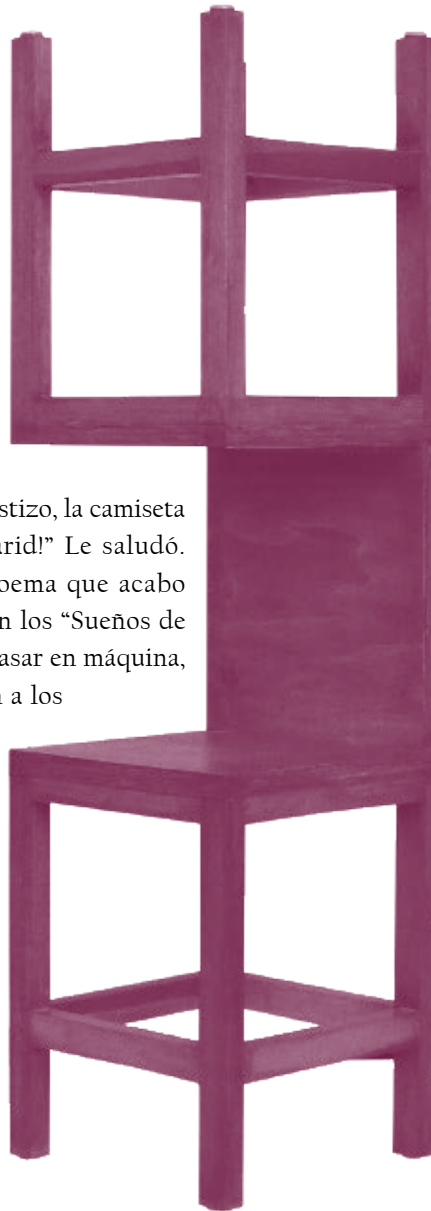 stizo, la camiseta
arid!” Le saludó.
oema que acabo
n los “Sueños de
asar en máquina,
a los